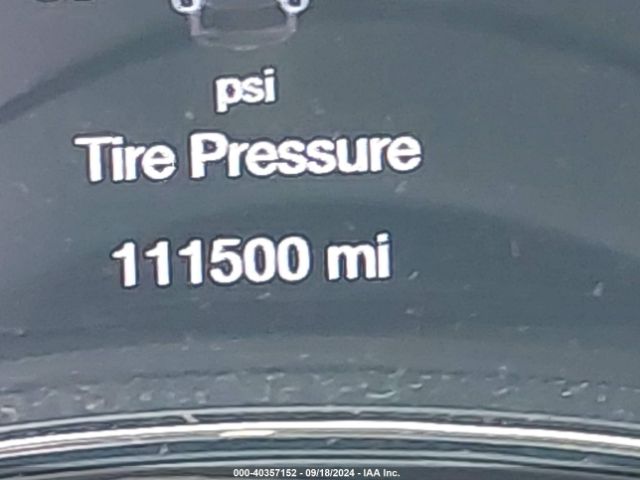 psi
Tire Pressure
111500 mi
000-40357152 - 09/18/2024 - IAA Inc.